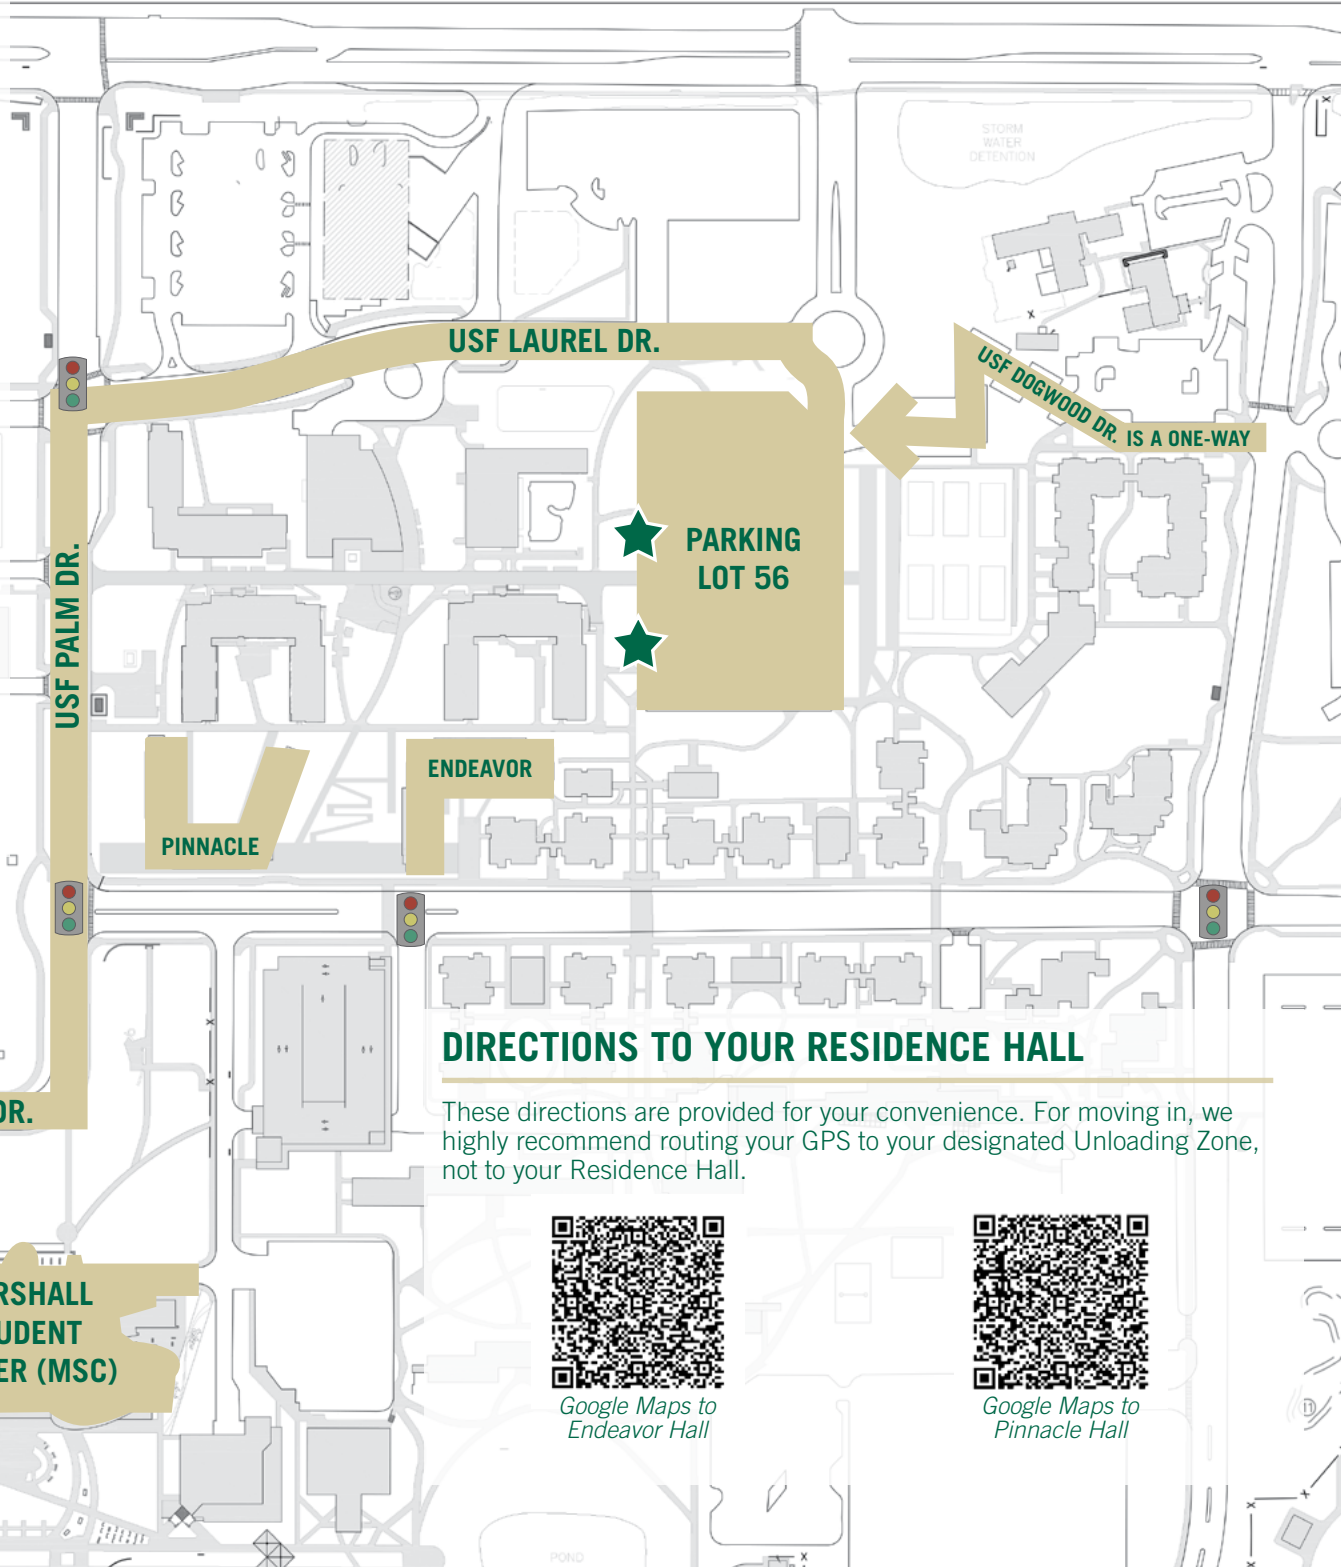 STORM
WATER
DETENTION
USF LAUREL DR.
USF DOGWOOD DR. IS A ONE-WAY
PARKING
LOT 56
USF PALM DR.
ENDEAVOR
PINNACLE
DIRECTIONS TO YOUR RESIDENCE HALL
These directions are provided for your convenience. For moving in, we
highly recommend routing your GPS to your designated Unloading Zone,
not to your Residence Hall.
DR.
RSHALL
UDENT
ER (MSC)
Google Maps to
Endeavor Hall
Google Maps to
Pinnacle Hall
POND